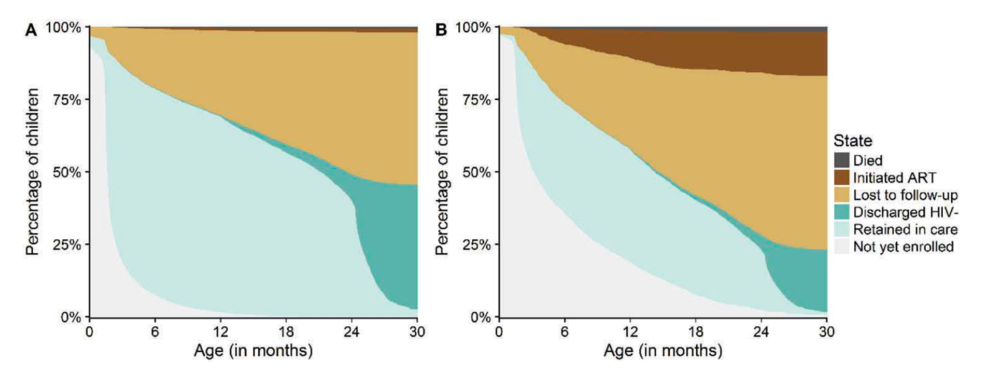 A
B
100%
75%
50%
25%
0%
0 6 12 18 24 30
Age (in months)
Percentage of children
100%
75%
50%
25%
0%
0 6 12 18 24 30
Age (in months)
Percentage of children
State
Died
Initiated ART
Lost to follow-up
Discharged HIV-
Retained in care
Not yet enrolled